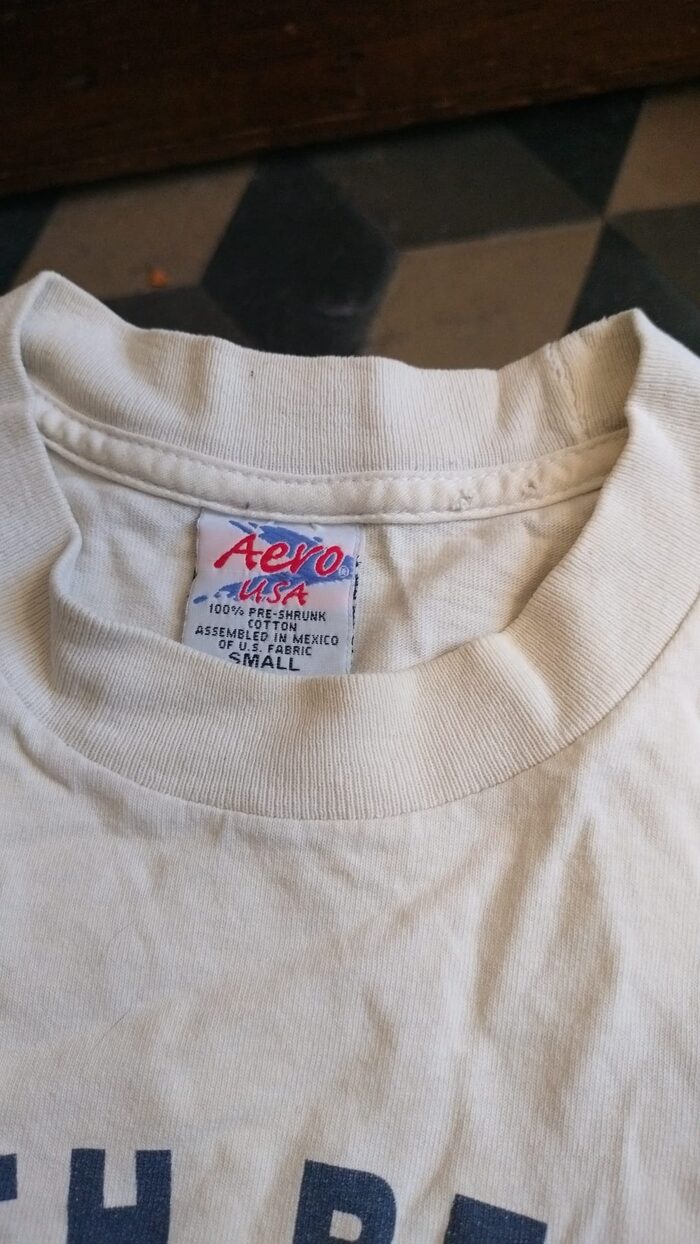 Aero®
USA
100% PRE-SHRUNK
COTTON
ASSEMBLED IN MEXICO
OF U.S. FABRIC
SMALL